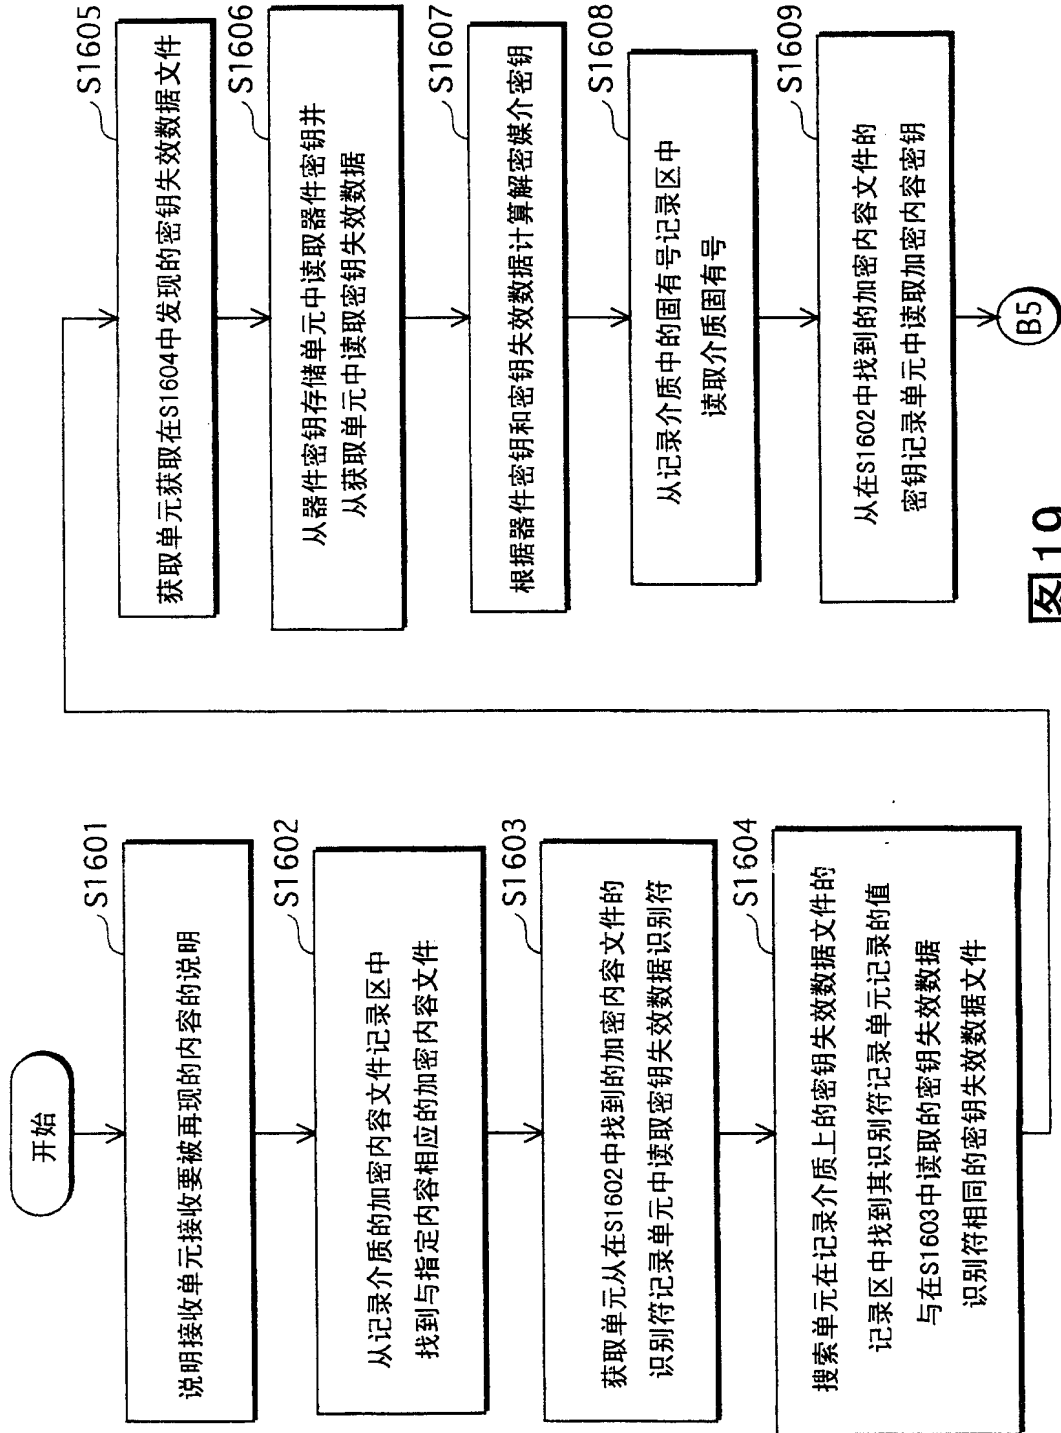 开始
S1601
说明接收单元接收要被再现的内容的说明
S1602
从记录介质的加密内容文件记录区中
找到与指定内容相应的加密内容文件
S1603
获取单元从在S1602中找到的加密内容文件的
识别符记录单元中读取密钥失效数据识别符
S1604
搜索单元在记录介质上的密钥失效数据文件的
记录区中找到其识别符记录单元记录的值
与在S1603中读取的密钥失效数据
识别符相同的密钥失效数据文件
S1605
获取单元获取在S1604中发现的密钥失效数据文件
S1606
从器件密钥存储单元中读取器件密钥并
从获取单元中读取密钥失效数据
S1607
根据器件密钥和密钥失效数据计算解密媒介密钥
S1608
从记录介质中的固有号记录区中
读取介质固有号
S1609
从在S1602中找到的加密内容文件的
密钥记录单元中读取加密内容密钥
B5
图19